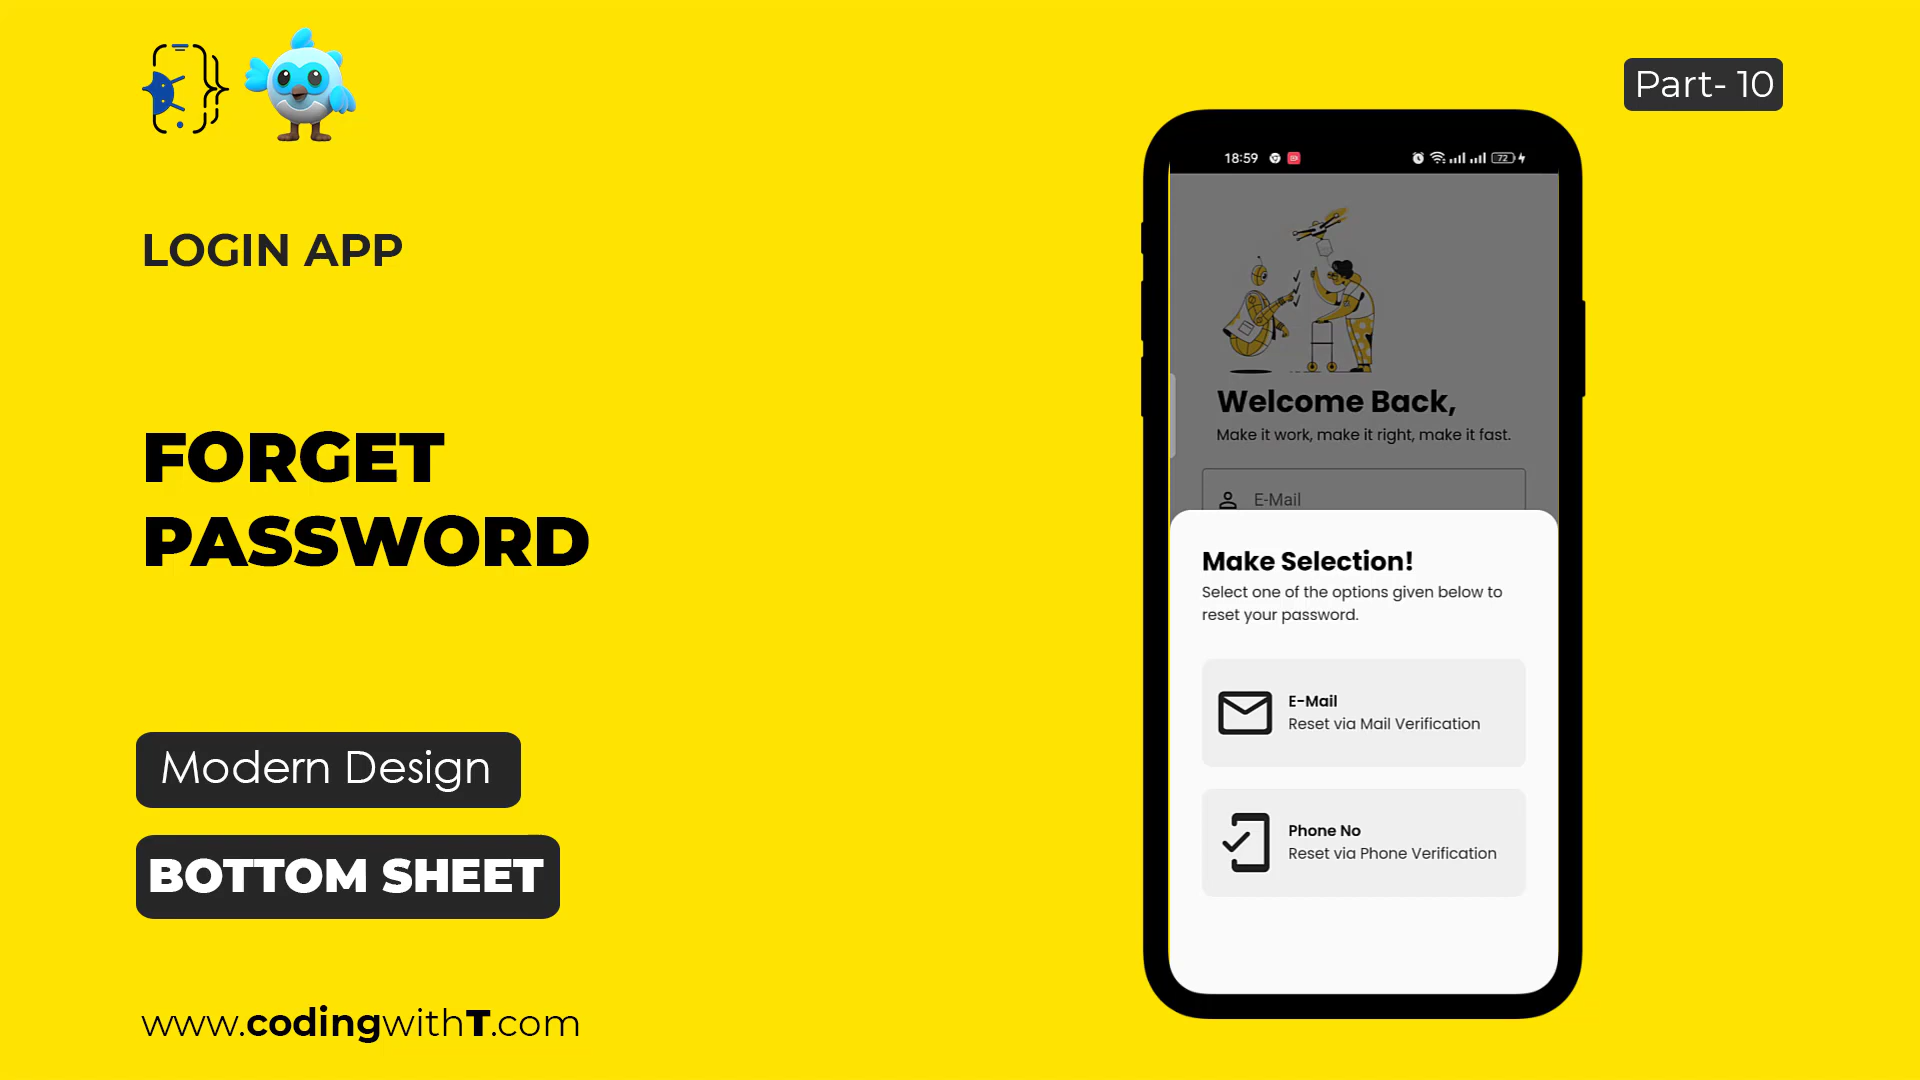 Part- 10
LOGIN APP
FORGET
PASSWORD
Modern Design
BOTTOM SHEET
www.codingwithT.com
18:59
72
Welcome Back,
Make it work, make it right, make it fast.
E-Mail
Make Selection!
Select one of the options given below to
reset your password.
E-Mail
Reset via Mail Verification
Phone No
Reset via Phone Verification